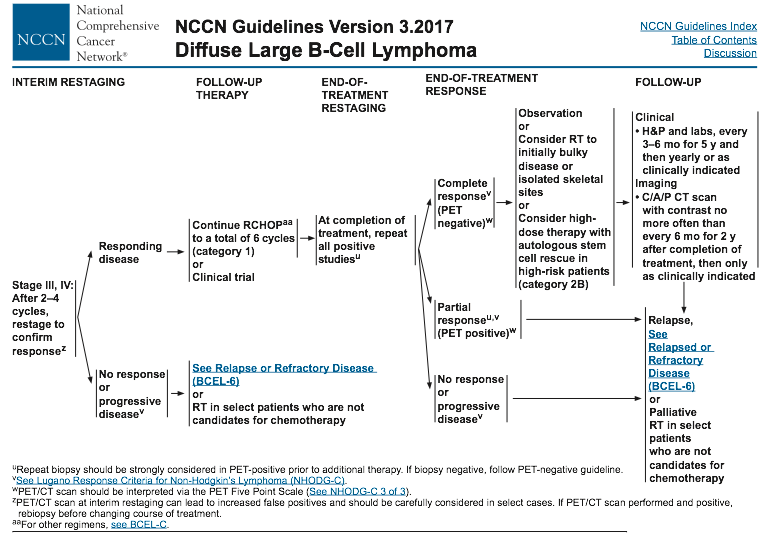 NCCN
National
Comprehensive
Cancer
Network®
NCCN Guidelines Version 3.2017
Diffuse Large B-Cell Lymphoma
NCCN Guidelines Index
Table of Contents
Discussion
INTERIM RESTAGING
FOLLOW-UP
THERAPY
END-OF-
TREATMENT
RESTAGING
END-OF-TREATMENT
RESPONSE
FOLLOW-UP
Stage III, IV:
After 2–4
cycles,
restage to
confirm
responseᶻ
Responding
disease
Continue RCHOPᵃᵃ
to a total of 6 cycles
(category 1)
or
Clinical trial
At completion of
treatment, repeat
all positive
studiesᵘ
Complete
responseᵛ
(PET
negative)ʷ
Observation
or
Consider RT to
initially bulky
disease or
isolated skeletal
sites
or
Consider high-
dose therapy with
autologous stem
cell rescue in
high-risk patients
(category 2B)
Clinical
• H&P and labs, every
3–6 mo for 5 y and
then yearly or as
clinically indicated
Imaging
• C/A/P CT scan
with contrast no
more often than
every 6 mo for 2 y
after completion of
treatment, then only
as clinically indicated
Partial
responseᵘ,ᵛ
(PET positive)ʷ
No response
or
progressive
diseaseᵛ
See Relapse or Refractory Disease
(BCEL-6)
or
RT in select patients who are not
candidates for chemotherapy
No response
or
progressive
diseaseᵛ
Relapse,
See
Relapsed or
Refractory
Disease
(BCEL-6)
or
Palliative
RT in select
patients
who are not
candidates for
chemotherapy
ᵘRepeat biopsy should be strongly considered in PET-positive prior to additional therapy. If biopsy negative, follow PET-negative guideline.
ᵛSee Lugano Response Criteria for Non-Hodgkin's Lymphoma (NHODG-C).
ʷPET/CT scan should be interpreted via the PET Five Point Scale (See NHODG-C 3 of 3).
ᶻPET/CT scan at interim restaging can lead to increased false positives and should be carefully considered in select cases. If PET/CT scan performed and positive,
rebiopsy before changing course of treatment.
ᵃᵃFor other regimens, see BCEL-C.